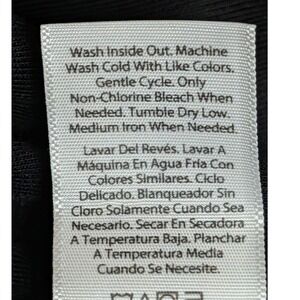 Wash Inside Out. Machine
Wash Cold With Like Colors.
Gentle Cycle. Only
Non-Chlorine Bleach When
Needed. Tumble Dry Low.
Medium Iron When Needed.
Lavar Del Revés. Lavar A
Máquina En Agua Fría Con
Colores Similares. Ciclo
Delicado. Blanqueador Sin
Cloro Solamente Cuando Sea
Necesario. Secar En Secadora
A Temperatura Baja. Planchar
A Temperatura Media
Cuando Se Necesite.